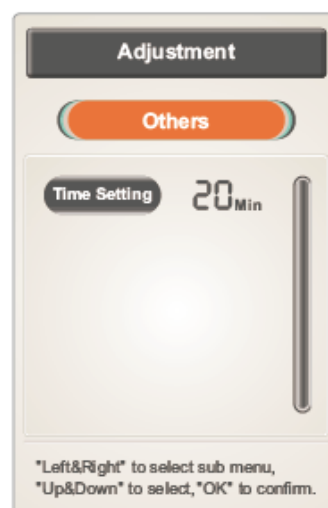 Adjustment
Others
Time Setting 20Min
"Left&Right" to select sub menu,
"Up&Down" to select, "OK" to confirm.